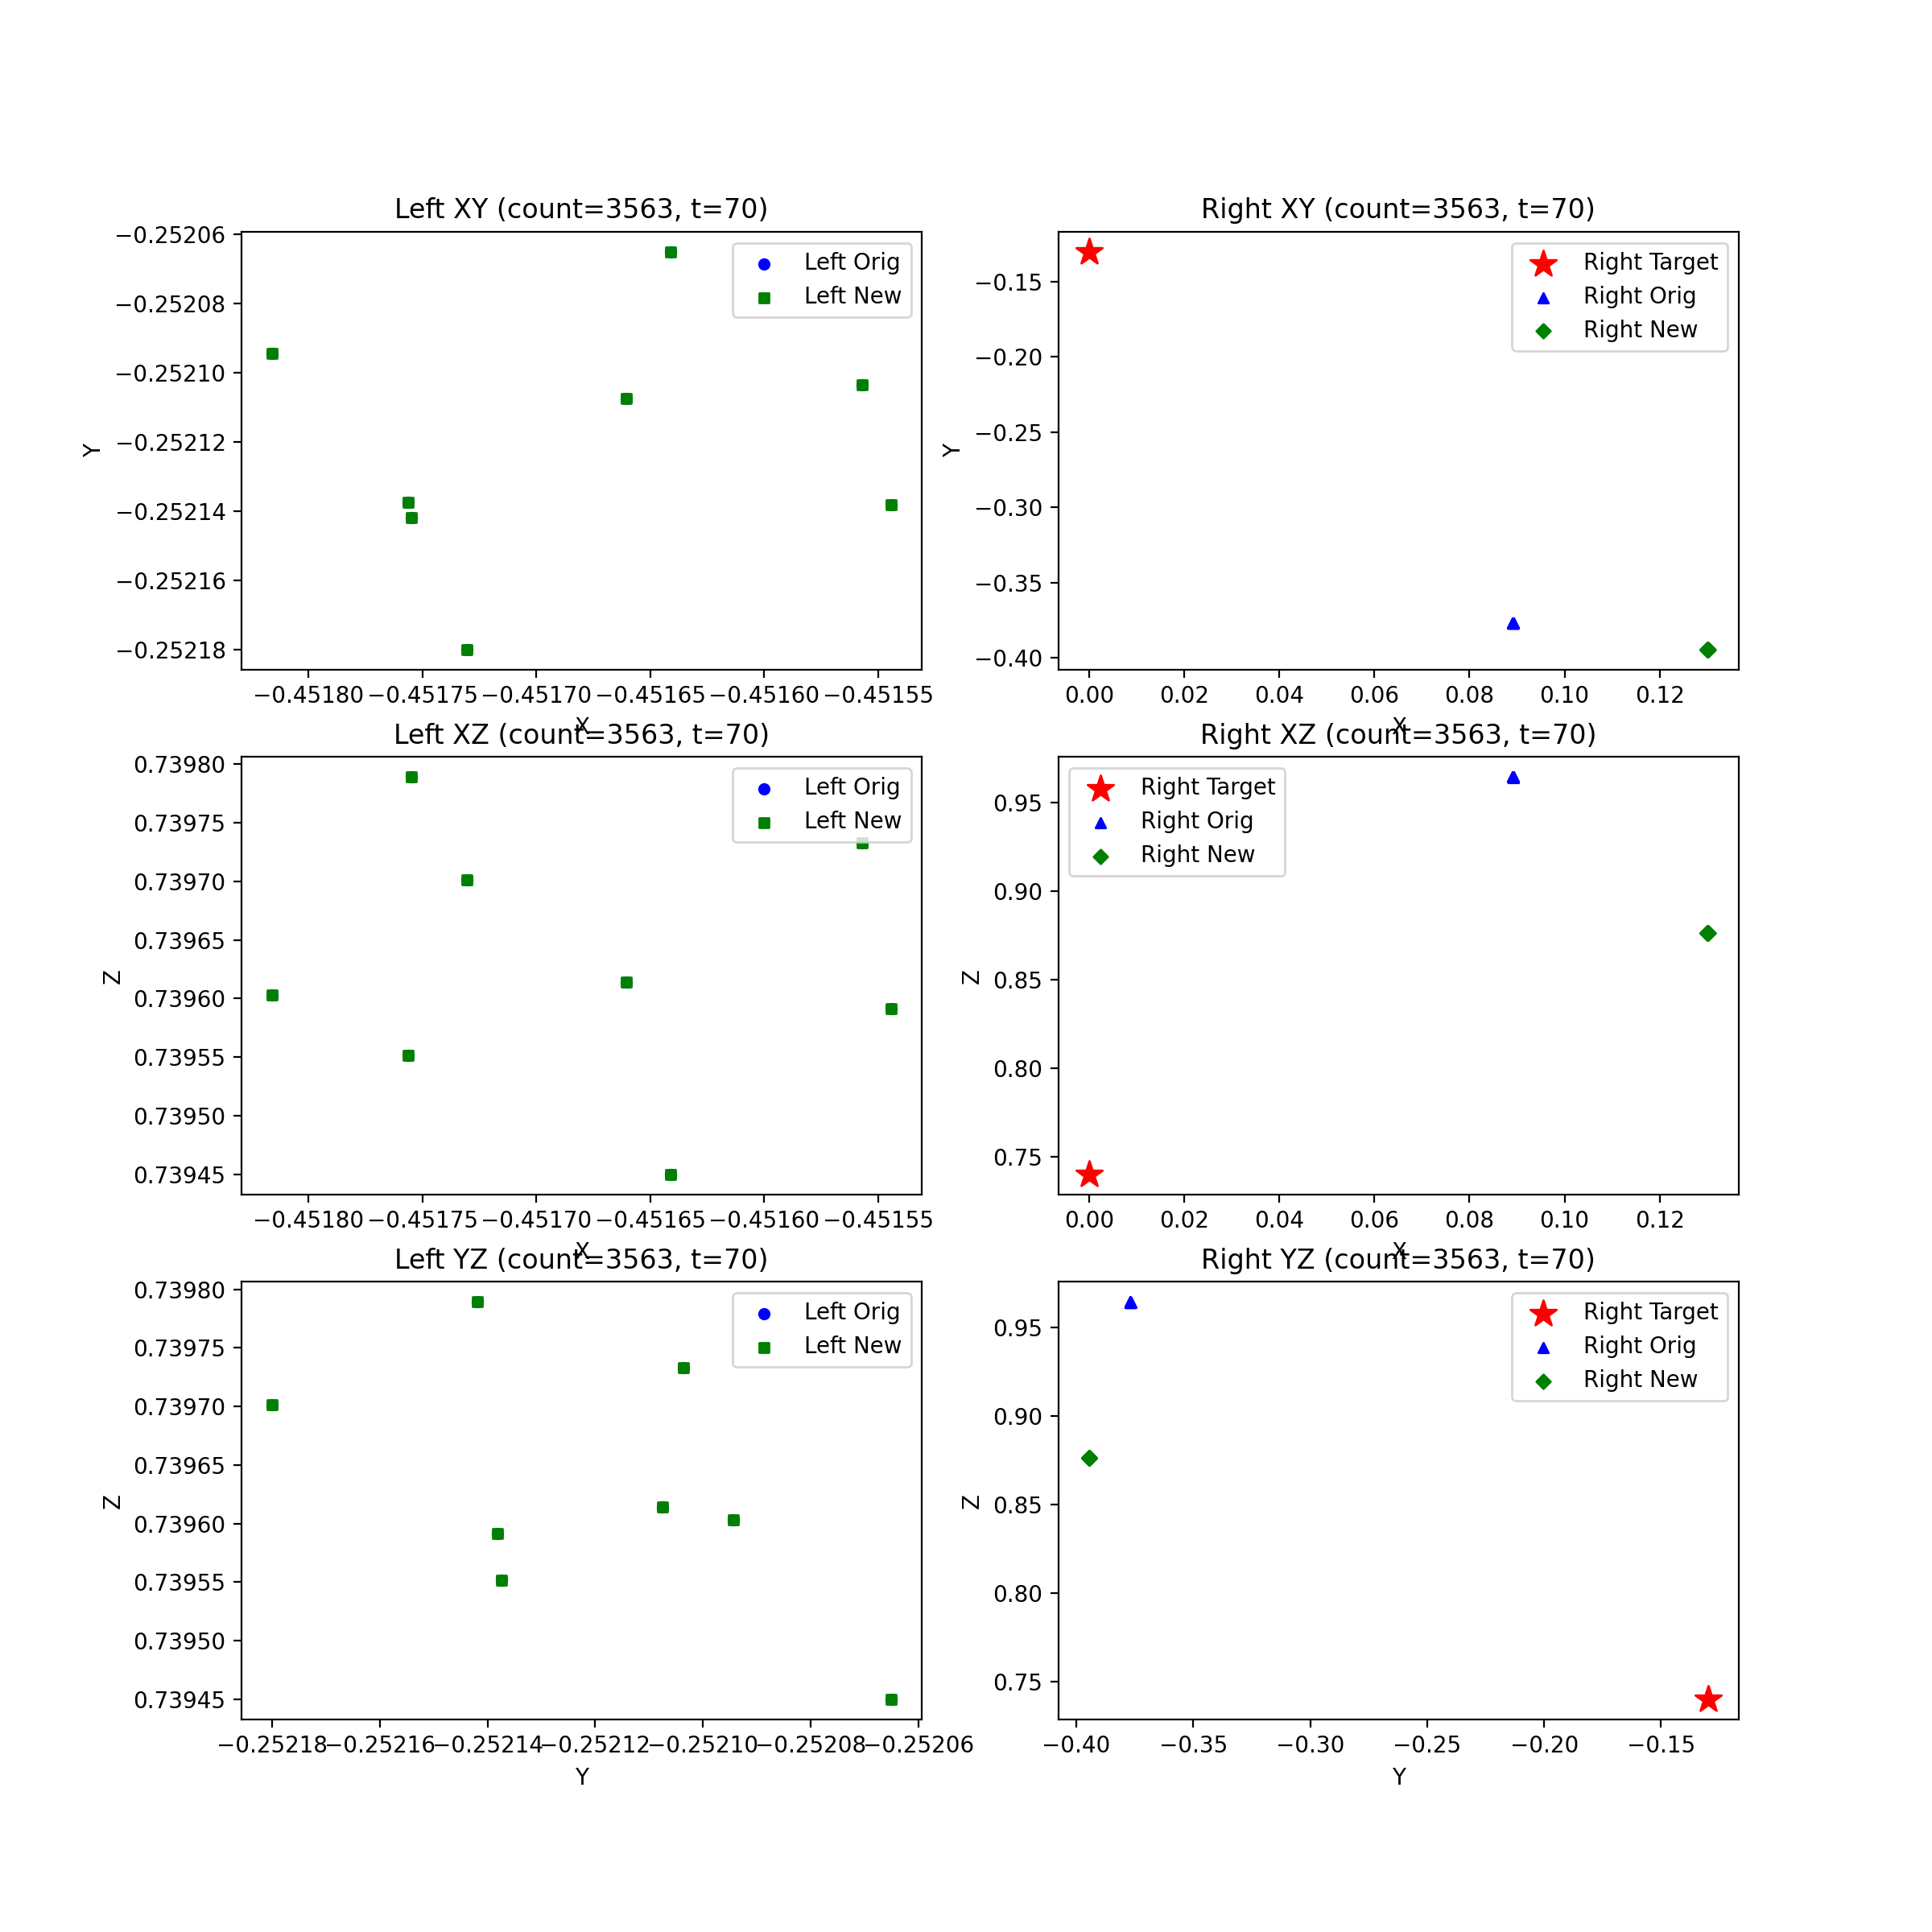 Left XY (count=3563, t=70)
−0.25206
−0.25208
−0.25210
−0.25212
−0.25214
−0.25216
−0.25218
Y
Left Orig
Left New
−0.45180 −0.45175 −0.45170 −0.45165 −0.45160 −0.45155
X
Right XY (count=3563, t=70)
−0.15
−0.20
−0.25
−0.30
−0.35
−0.40
Y
Right Target
Right Orig
Right New
0.00 0.02 0.04 0.06 0.08 0.10 0.12
X
Left XZ (count=3563, t=70)
0.73980
0.73975
0.73970
0.73965
0.73960
0.73955
0.73950
0.73945
Z
Left Orig
Left New
−0.45180 −0.45175 −0.45170 −0.45165 −0.45160 −0.45155
X
Right XZ (count=3563, t=70)
0.95
0.90
0.85
0.80
0.75
Z
Right Target
Right Orig
Right New
0.00 0.02 0.04 0.06 0.08 0.10 0.12
X
Left YZ (count=3563, t=70)
0.73980
0.73975
0.73970
0.73965
0.73960
0.73955
0.73950
0.73945
Z
Left Orig
Left New
−0.25218 −0.25216 −0.25214 −0.25212 −0.25210 −0.25208 −0.25206
Y
Right YZ (count=3563, t=70)
0.95
0.90
0.85
0.80
0.75
Z
Right Target
Right Orig
Right New
−0.40 −0.35 −0.30 −0.25 −0.20 −0.15
Y